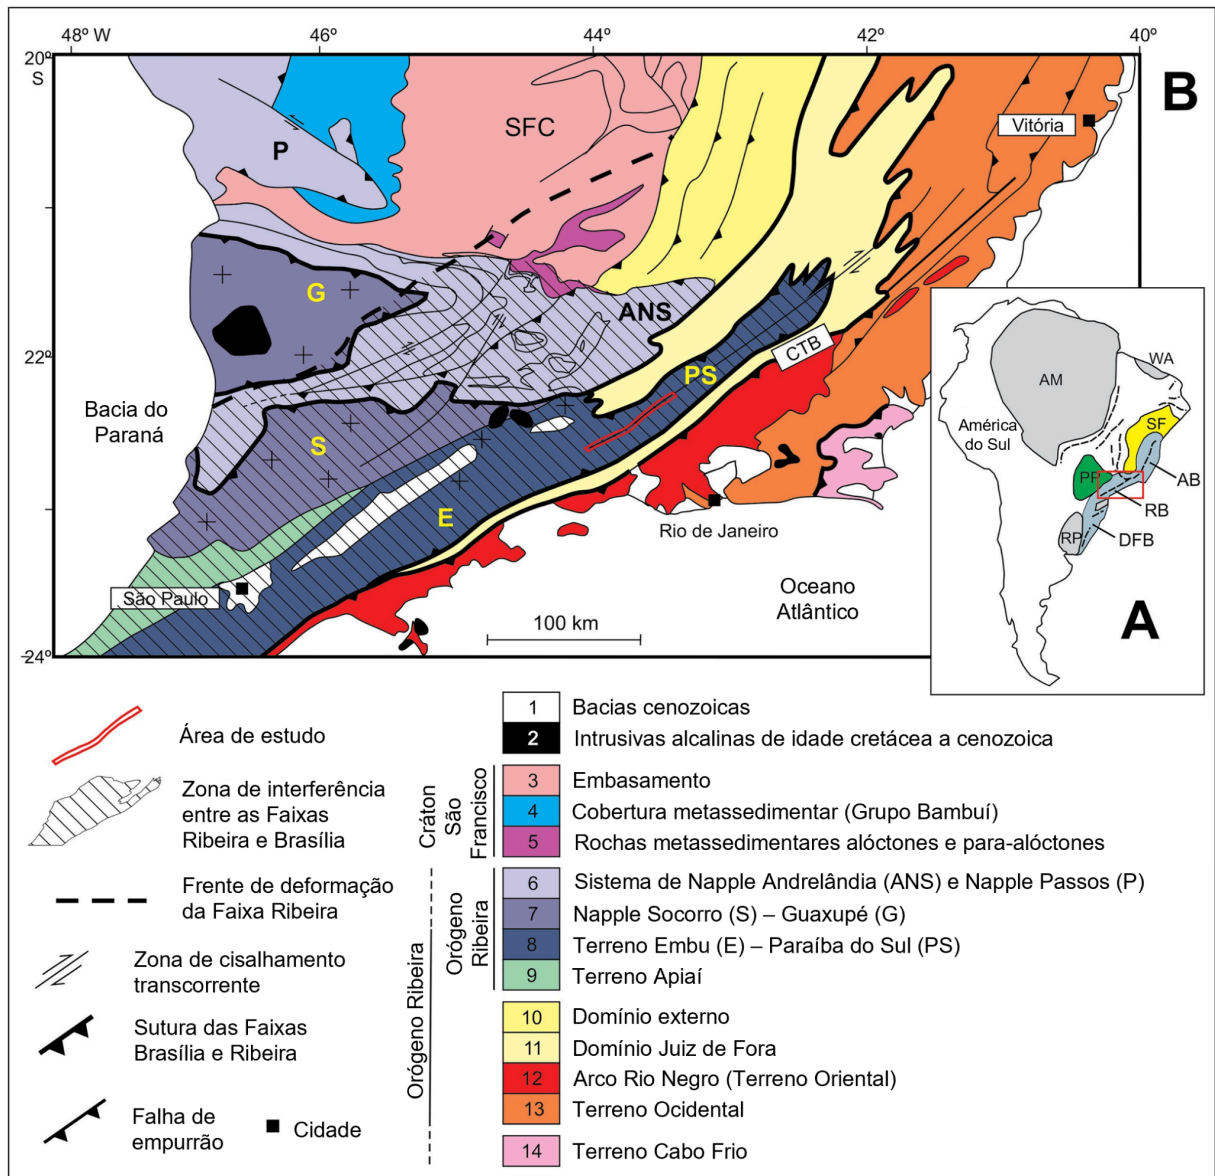 48º W
46º
44º
42º
40º
20º
S
22º
24º
B
SFC
P
Vitória
G
ANS
CTB
PS
Bacia do
Paraná
S
E
Rio de Janeiro
São Paulo
Oceano
Atlântico
100 km
AM
WA
América
do Sul
SF
PP
AB
RB
RP
DFB
A
Área de estudo
Zona de interferência
entre as Faixas
Ribeira e Brasília
Frente de deformação
da Faixa Ribeira
Zona de cisalhamento
transcorrente
Sutura das Faixas
Brasília e Ribeira
Falha de
empurrão
Cidade
1 Bacias cenozoicas
2 Intrusivas alcalinas de idade cretácea a cenozoica
Cráton
São
Francisco
3 Embasamento
4 Cobertura metassedimentar (Grupo Bambuí)
5 Rochas metassedimentares alóctones e para-alóctones
Orógeno
Ribeira
6 Sistema de Napple Andrelândia (ANS) e Napple Passos (P)
7 Napple Socorro (S) – Guaxupé (G)
8 Terreno Embu (E) – Paraíba do Sul (PS)
9 Terreno Apiaí
Orógeno Ribeira
10 Domínio externo
11 Domínio Juiz de Fora
12 Arco Rio Negro (Terreno Oriental)
13 Terreno Ocidental
14 Terreno Cabo Frio